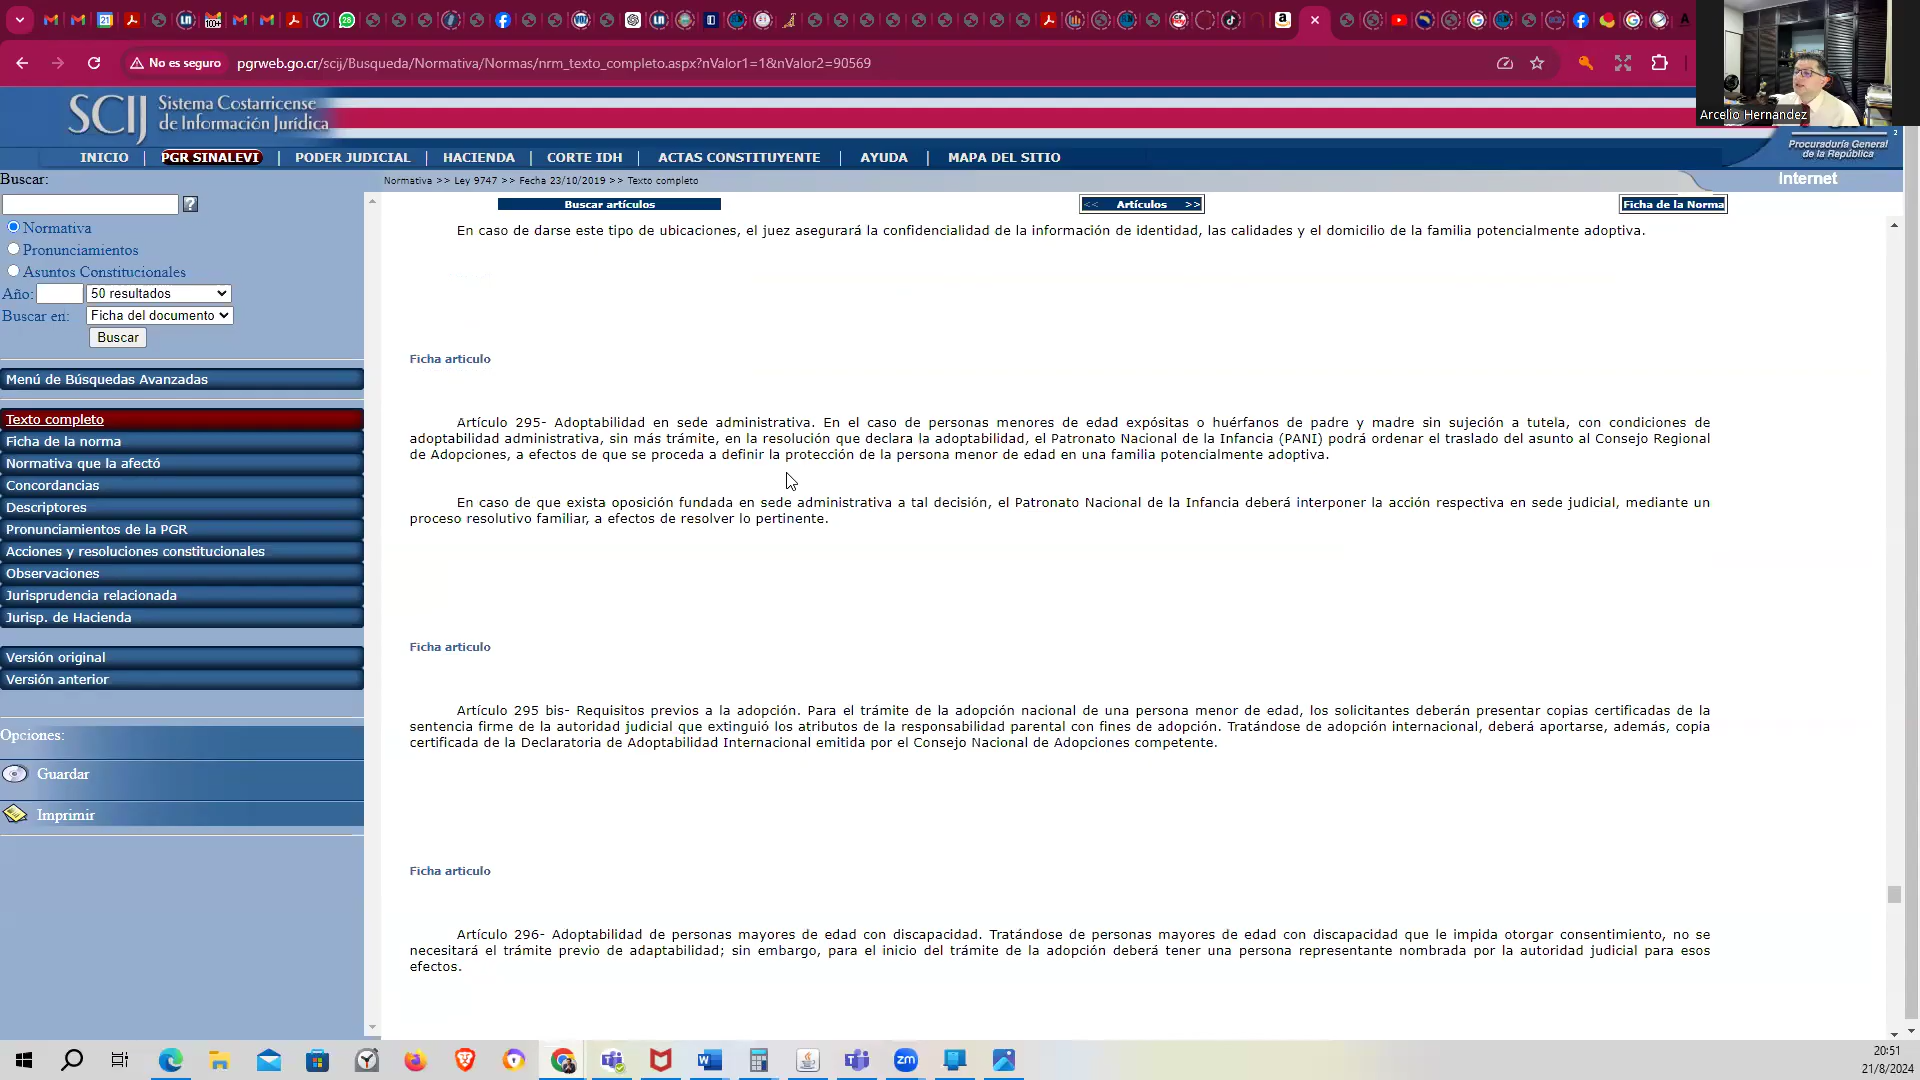 100+
21
28
No es seguro
pgrweb.go.cr/scij/Busqueda/Normativa/Normas/nrm_texto_completo.aspx?nValor1=1&nValor2=90569
Arcelio Hernandez
SCIJ
Sistema Costarricense
de Información Jurídica
Procuraduría General
de la República
INICIO | PGR SINALEVI | PODER JUDICIAL | HACIENDA | CORTE IDH | ACTAS CONSTITUYENTE | AYUDA | MAPA DEL SITIO
Internet
Buscar:
?
Normativa
Pronunciamientos
Asuntos Constitucionales
Año:
50 resultados
Buscar en:
Ficha del documento
Buscar
Menú de Búsquedas Avanzadas
Texto completo
Ficha de la norma
Normativa que la afectó
Concordancias
Descriptores
Pronunciamientos de la PGR
Acciones y resoluciones constitucionales
Observaciones
Jurisprudencia relacionada
Jurisp. de Hacienda
Versión original
Versión anterior
Opciones:
Guardar
Imprimir
Normativa >> Ley 9747 >> Fecha 23/10/2019 >> Texto completo
Buscar artículos
<< Artículos >>
Ficha de la Norma
En caso de darse este tipo de ubicaciones, el juez asegurará la confidencialidad de la información de identidad, las calidades y el domicilio de la familia potencialmente adoptiva.
Ficha articulo
Artículo 295- Adoptabilidad en sede administrativa. En el caso de personas menores de edad expósitas o huérfanos de padre y madre sin sujeción a tutela, con condiciones de
adoptabilidad administrativa, sin más trámite, en la resolución que declara la adoptabilidad, el Patronato Nacional de la Infancia (PANI) podrá ordenar el traslado del asunto al Consejo Regional
de Adopciones, a efectos de que se proceda a definir la protección de la persona menor de edad en una familia potencialmente adoptiva.
En caso de que exista oposición fundada en sede administrativa a tal decisión, el Patronato Nacional de la Infancia deberá interponer la acción respectiva en sede judicial, mediante un
proceso resolutivo familiar, a efectos de resolver lo pertinente.
Ficha articulo
Artículo 295 bis- Requisitos previos a la adopción. Para el trámite de la adopción nacional de una persona menor de edad, los solicitantes deberán presentar copias certificadas de la
sentencia firme de la autoridad judicial que extinguió los atributos de la responsabilidad parental con fines de adopción. Tratándose de adopción internacional, deberá aportarse, además, copia
certificada de la Declaratoria de Adoptabilidad Internacional emitida por el Consejo Nacional de Adopciones competente.
Ficha articulo
Artículo 296- Adoptabilidad de personas mayores de edad con discapacidad. Tratándose de personas mayores de edad con discapacidad que le impida otorgar consentimiento, no se
necesitará el trámite previo de adaptabilidad; sin embargo, para el inicio del trámite de la adopción deberá tener una persona representante nombrada por la autoridad judicial para esos
efectos.
zm
20:51
21/8/2024